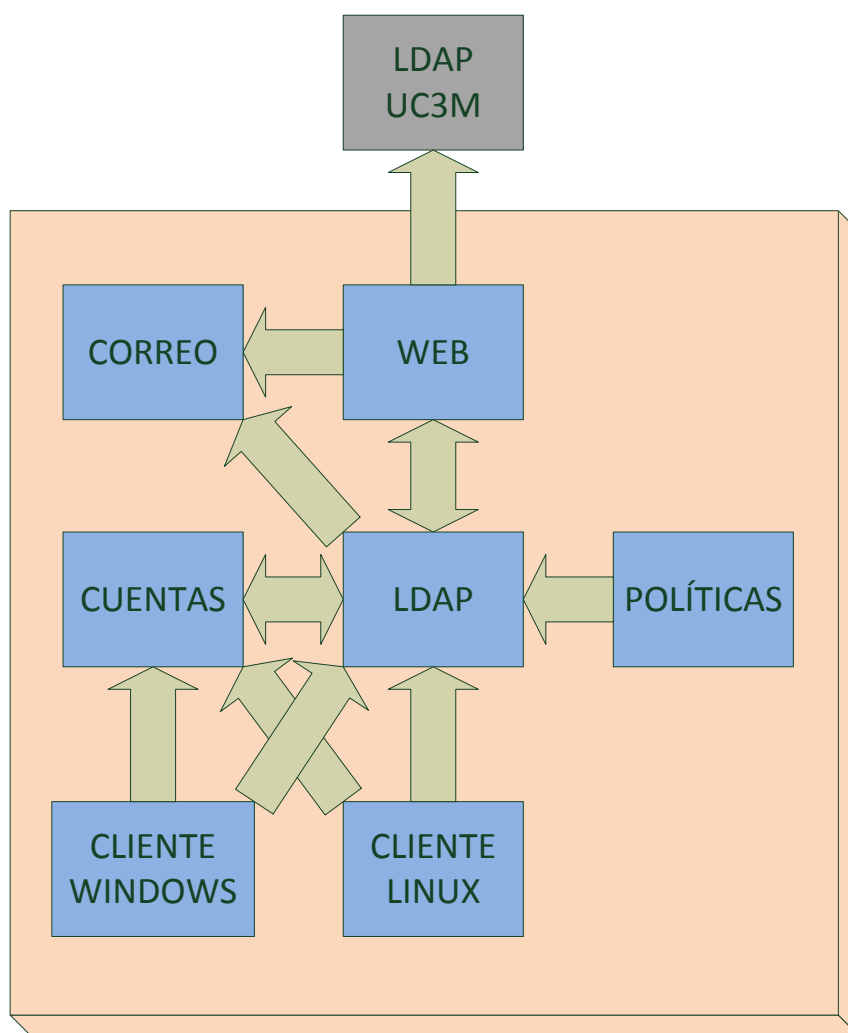 LDAP
UC3M
CORREO
WEB
CUENTAS
LDAP
POLÍTICAS
CLIENTE
WINDOWS
CLIENTE
LINUX